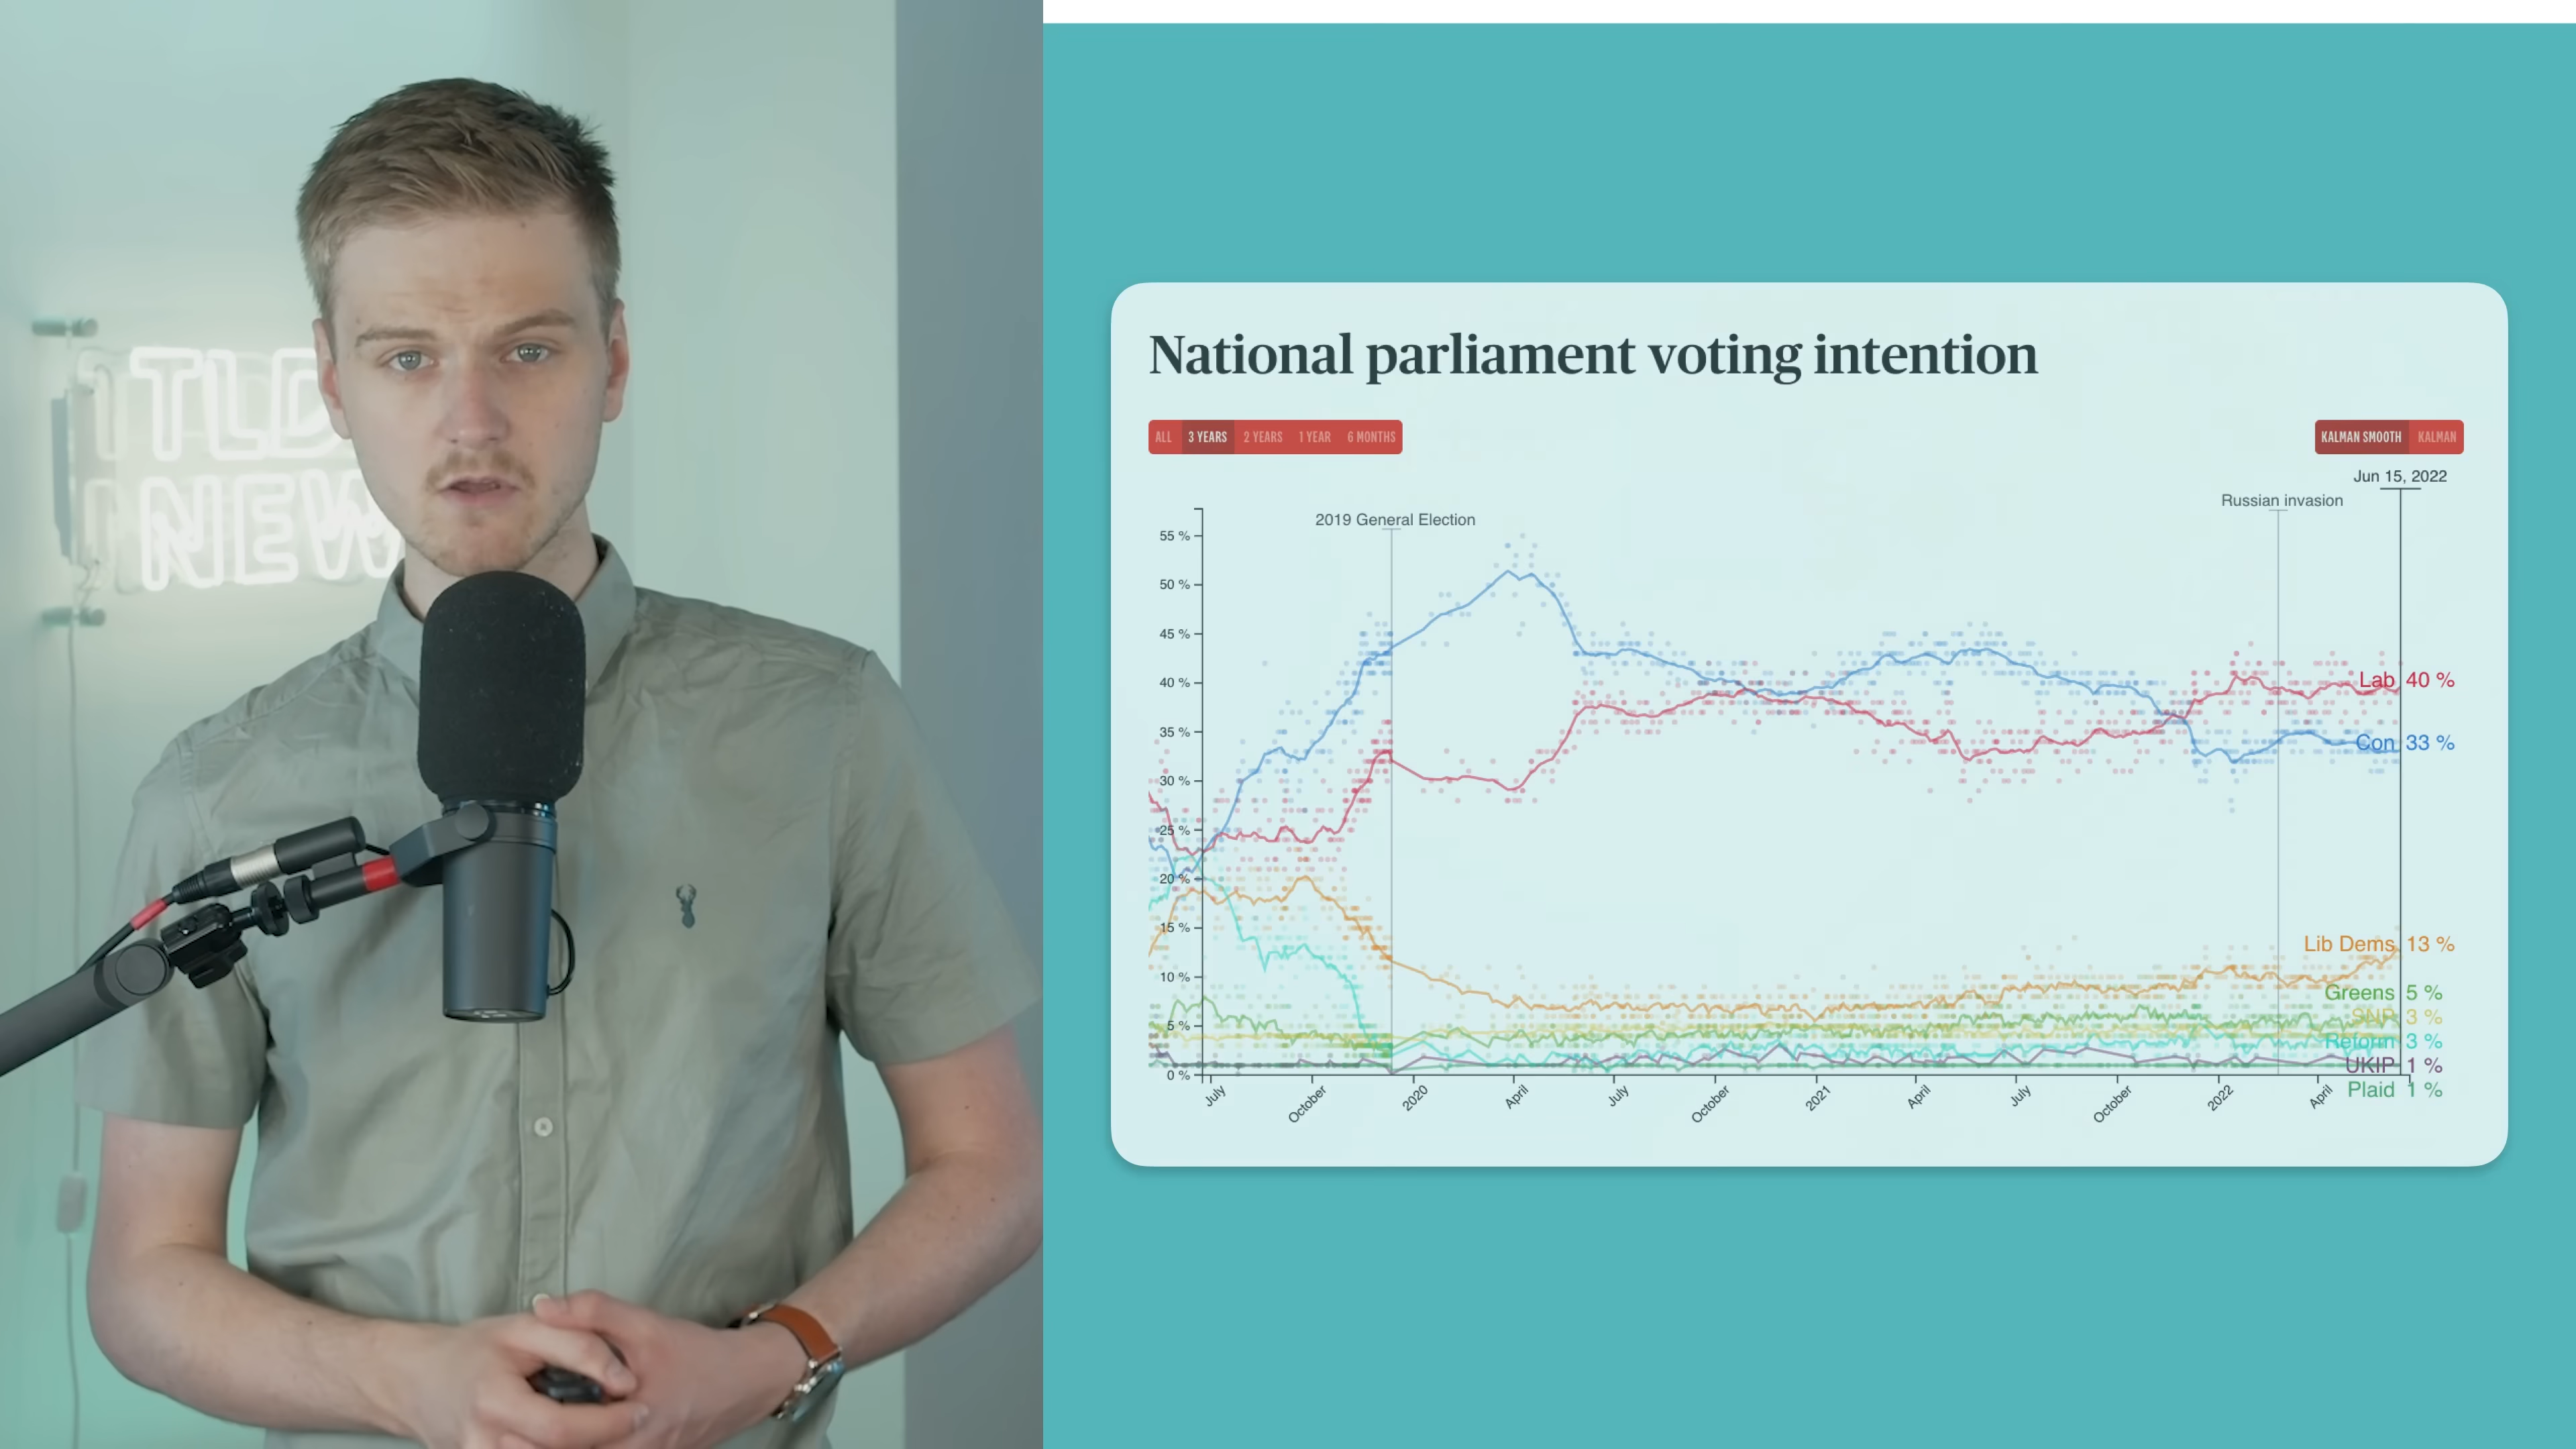 TLD
NEW
National parliament voting intention
ALL 3 YEARS 2 YEARS 1 YEAR 6 MONTHS
KALMAN SMOOTH KALMAN
Jun 15, 2022
Russian invasion
2019 General Election
55 %
50 %
45 %
40 %
35 %
30 %
25 %
20 %
15 %
10 %
5 %
0 %
Lab 40 %
Con 33 %
Lib Dems 13 %
Greens 5 %
SNP 3 %
Reform 3 %
UKIP 1 %
Plaid 1 %
July
October
2020
April
July
October
2021
April
July
October
2022
April